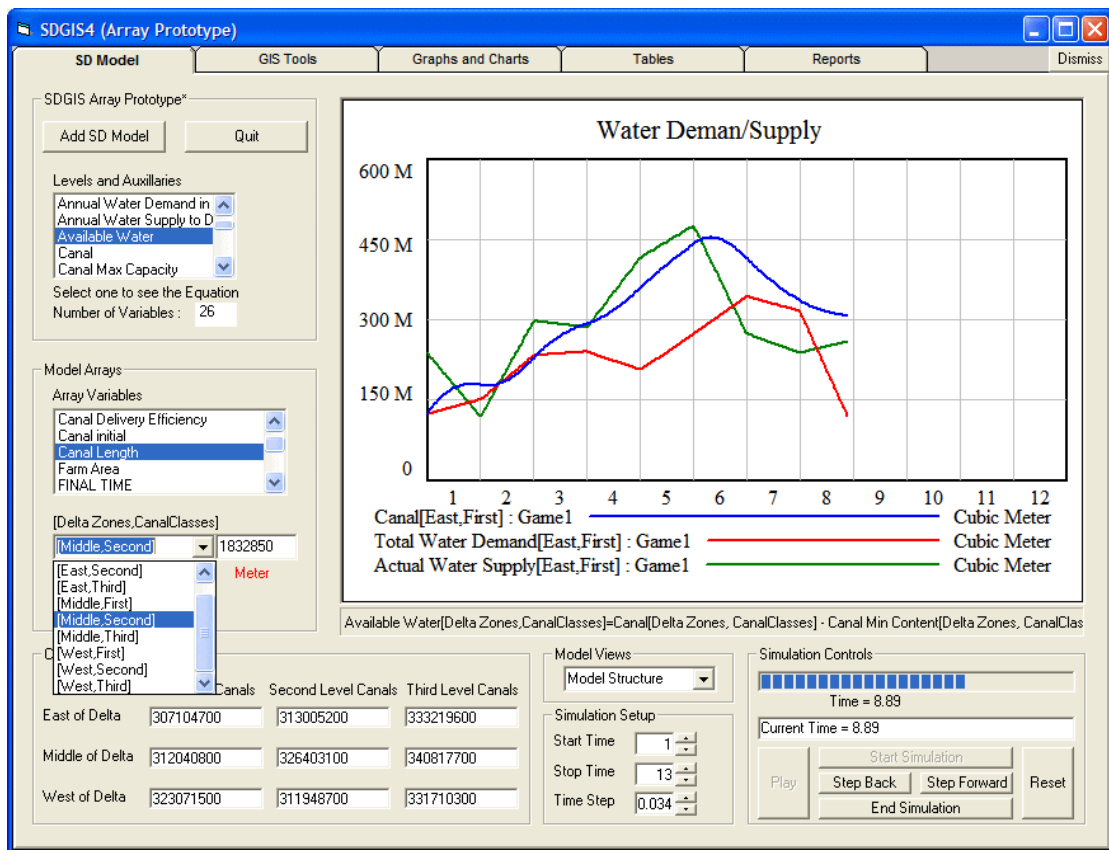 SDGIS4 (Array Prototype)
SD Model GIS Tools Graphs and Charts Tables Reports Dismiss
SDGIS Array Prototype*
Add SD Model Quit
Levels and Auxillaries
Annual Water Demand in
Annual Water Supply to D
Available Water
Canal
Canal Max Capacity
Select one to see the Equation
Number of Variables : 26
Model Arrays
Array Variables
Canal Delivery Efficiency
Canal initial
Canal Length
Farm Area
FINAL TIME
[Delta Zones,CanalClasses]
[Middle,Second] 1832850
Meter
[East,Second]
[East,Third]
[Middle,First]
[Middle,Second]
[Middle,Third]
[West,First]
[West,Second]
[West,Third]
Water Deman/Supply
600 M
450 M
300 M
150 M
0
1 2 3 4 5 6 7 8 9 10 11 12
Canal[East,First] : Game1 Cubic Meter
Total Water Demand[East,First] : Game1 Cubic Meter
Actual Water Supply[East,First] : Game1 Cubic Meter
Available Water[Delta Zones,CanalClasses]=Canal[Delta Zones, CanalClasses] - Canal Min Content[Delta Zones, CanalClas
C
Canals Second Level Canals Third Level Canals
East of Delta 307104700 313005200 333219600
Middle of Delta 312040800 326403100 340817700
West of Delta 323071500 311948700 331710300
Model Views
Model Structure
Simulation Setup
Start Time 1
Stop Time 13
Time Step 0.034
Simulation Controls
Time = 8.89
Current Time = 8.89
Play Start Simulation Reset
Step Back Step Forward
End Simulation